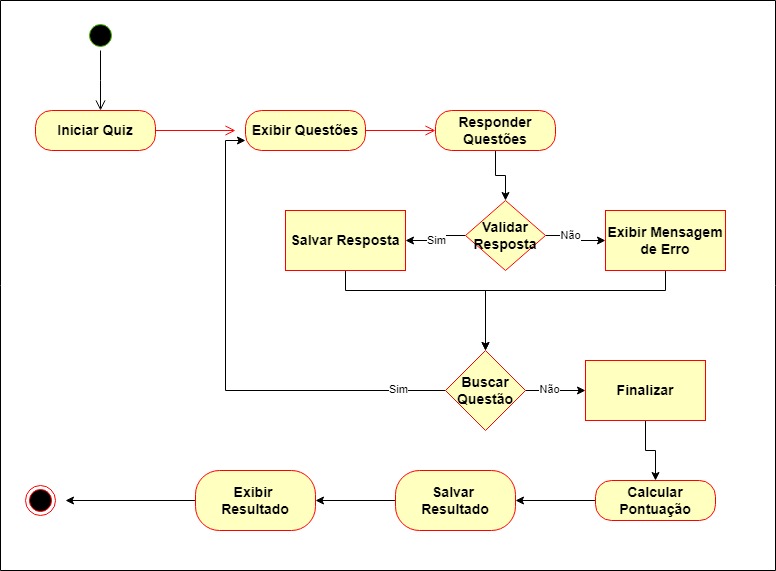 Iniciar Quiz
Exibir Questões
Responder
Questões
Salvar Resposta
Sim
Validar
Resposta
Não
Exibir Mensagem
de Erro
Sim
Buscar
Questão
Não
Finalizar
Exibir
Resultado
Salvar
Resultado
Calcular
Pontuação